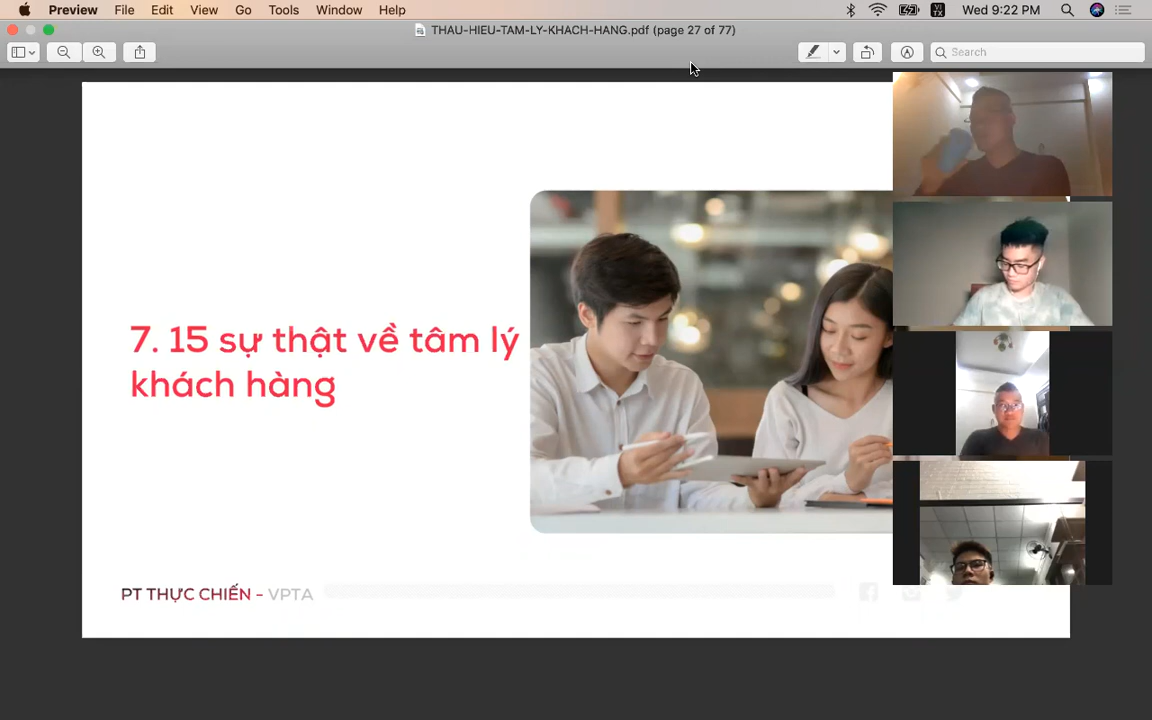 Preview File Edit View Go Tools Window Help
Wed 9:22 PM
THAU-HIEU-TAM-LY-KHACH-HANG.pdf (page 27 of 77)
Search
7. 15 sự thật về tâm lý
khách hàng
PT THỰC CHIẾN - VPTA